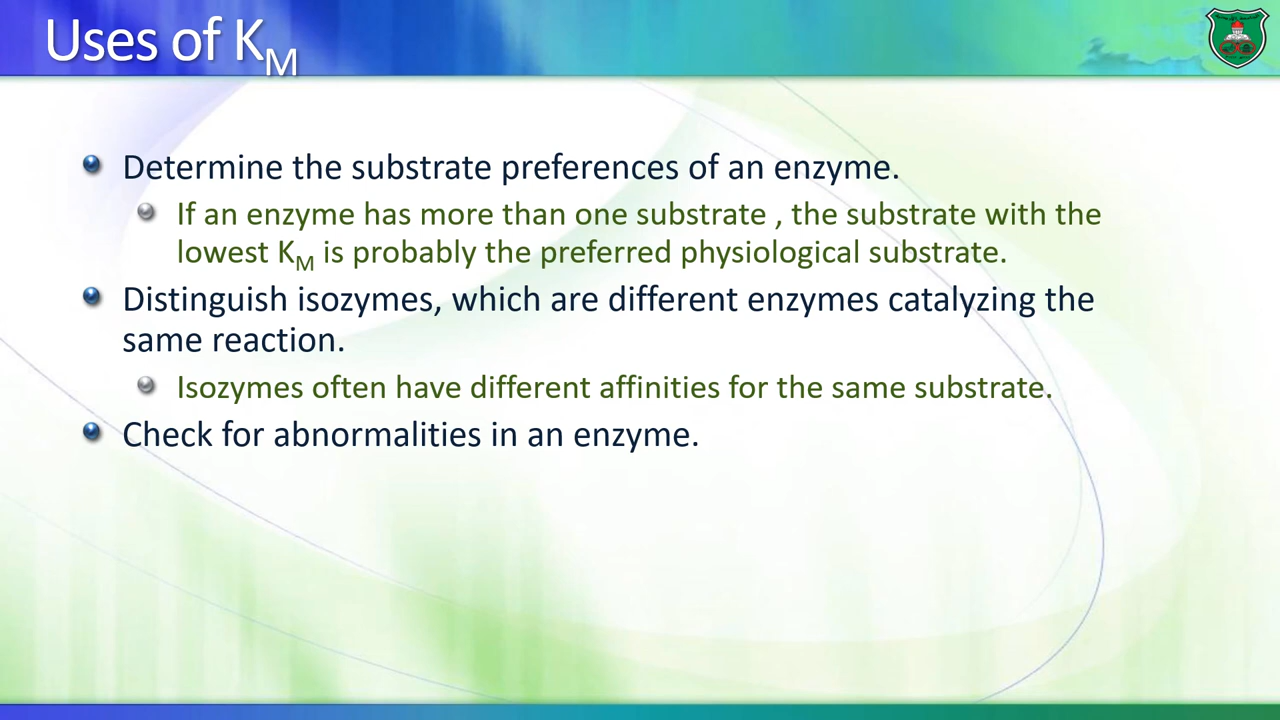 Uses of KM
Determine the substrate preferences of an enzyme.
If an enzyme has more than one substrate , the substrate with the
lowest KM is probably the preferred physiological substrate.
Distinguish isozymes, which are different enzymes catalyzing the
same reaction.
Isozymes often have different affinities for the same substrate.
Check for abnormalities in an enzyme.